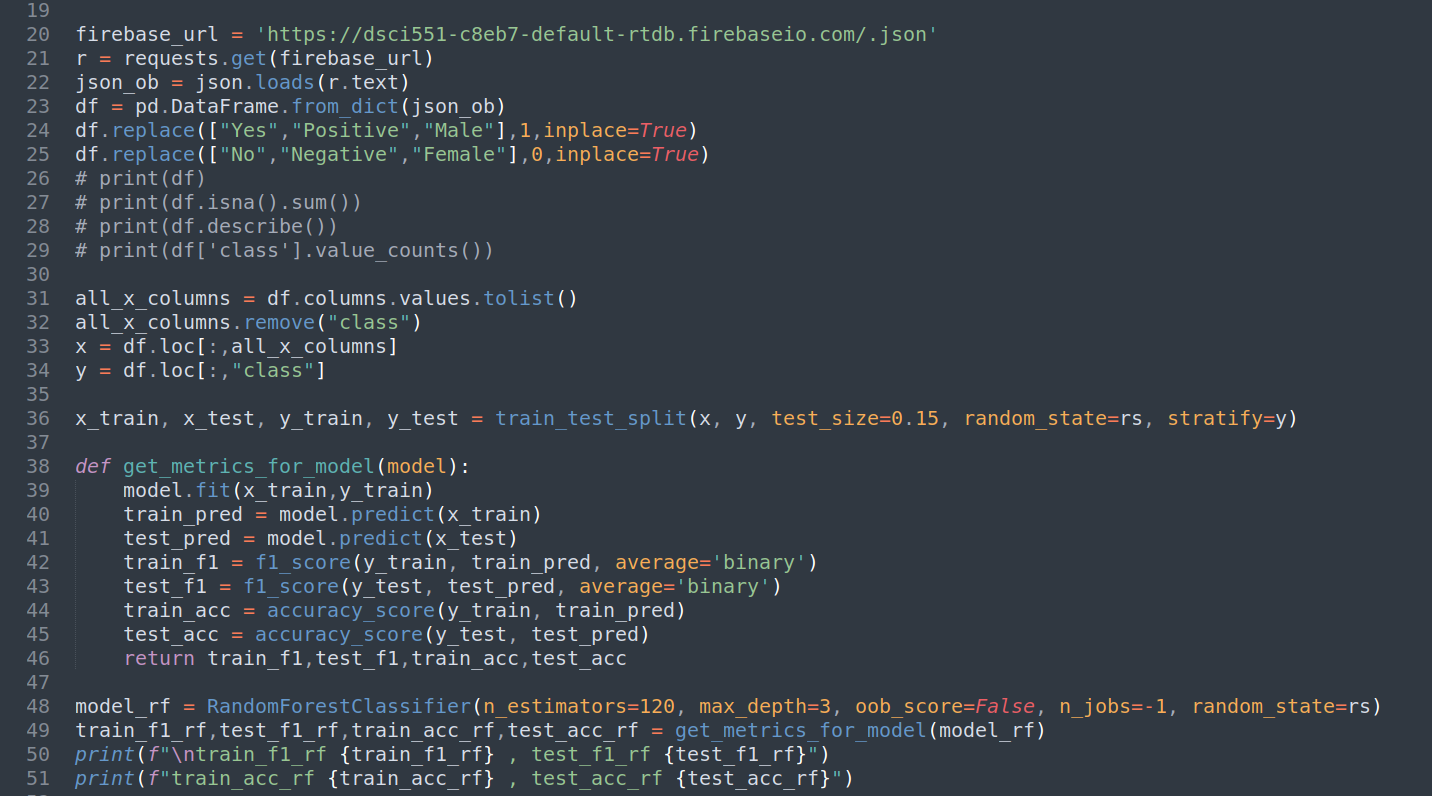 19
20 firebase_url = 'https://dsci551-c8eb7-default-rtdb.firebaseio.com/.json'
21 r = requests.get(firebase_url)
22 json_ob = json.loads(r.text)
23 df = pd.DataFrame.from_dict(json_ob)
24 df.replace(["Yes","Positive","Male"],1,inplace=True)
25 df.replace(["No","Negative","Female"],0,inplace=True)
26 # print(df)
27 # print(df.isna().sum())
28 # print(df.describe())
29 # print(df['class'].value_counts())
30
31 all_x_columns = df.columns.values.tolist()
32 all_x_columns.remove("class")
33 x = df.loc[:,all_x_columns]
34 y = df.loc[:,"class"]
35
36 x_train, x_test, y_train, y_test = train_test_split(x, y, test_size=0.15, random_state=rs, stratify=y)
37
38 def get_metrics_for_model(model):
39     model.fit(x_train,y_train)
40     train_pred = model.predict(x_train)
41     test_pred = model.predict(x_test)
42     train_f1 = f1_score(y_train, train_pred, average='binary')
43     test_f1 = f1_score(y_test, test_pred, average='binary')
44     train_acc = accuracy_score(y_train, train_pred)
45     test_acc = accuracy_score(y_test, test_pred)
46     return train_f1,test_f1,train_acc,test_acc
47
48 model_rf = RandomForestClassifier(n_estimators=120, max_depth=3, oob_score=False, n_jobs=-1, random_state=rs)
49 train_f1_rf,test_f1_rf,train_acc_rf,test_acc_rf = get_metrics_for_model(model_rf)
50 print(f"\ntrain_f1_rf {train_f1_rf} , test_f1_rf {test_f1_rf}")
51 print(f"train_acc_rf {train_acc_rf} , test_acc_rf {test_acc_rf}")